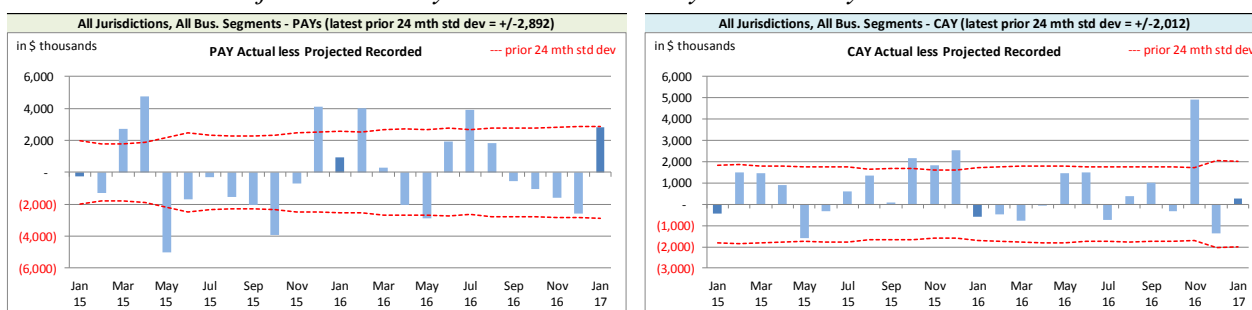 All Jurisdictions, All Bus. Segments - PAYs (latest prior 24 mth std dev = +/-2,892)
in $ thousands
PAY Actual less Projected Recorded
--- prior 24 mth std dev
6,000
4,000
2,000
-
(2,000)
(4,000)
(6,000)
Jan Mar May Jul Sep Nov Jan Mar May Jul Sep Nov Jan
15 15 15 15 15 15 16 16 16 16 16 16 17
All Jurisdictions, All Bus. Segments - CAY (latest prior 24 mth std dev = +/-2,012)
in $ thousands
CAY Actual less Projected Recorded
--- prior 24 mth std dev
6,000
5,000
4,000
3,000
2,000
1,000
-
(1,000)
(2,000)
(3,000)
Jan Mar May Jul Sep Nov Jan Mar May Jul Sep Nov Jan
15 15 15 15 15 15 16 16 16 16 16 16 17